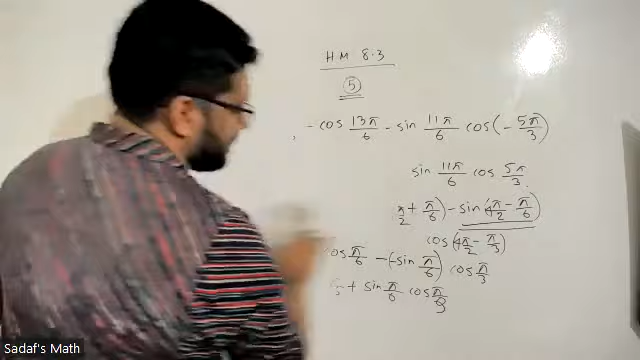 HM 8.3
5
- cos 13π/6 - sin 11π/6 cos(- 5π/3)
sin 11π/6 cos 5π/3
π/2 + π/6) - sin(4π/2 - π/6)
cos(4π/2 - π/3)
cos π/6 - (-sin π/6) cos π/3
+ sin π/6 cos π/3
Sadaf's Math